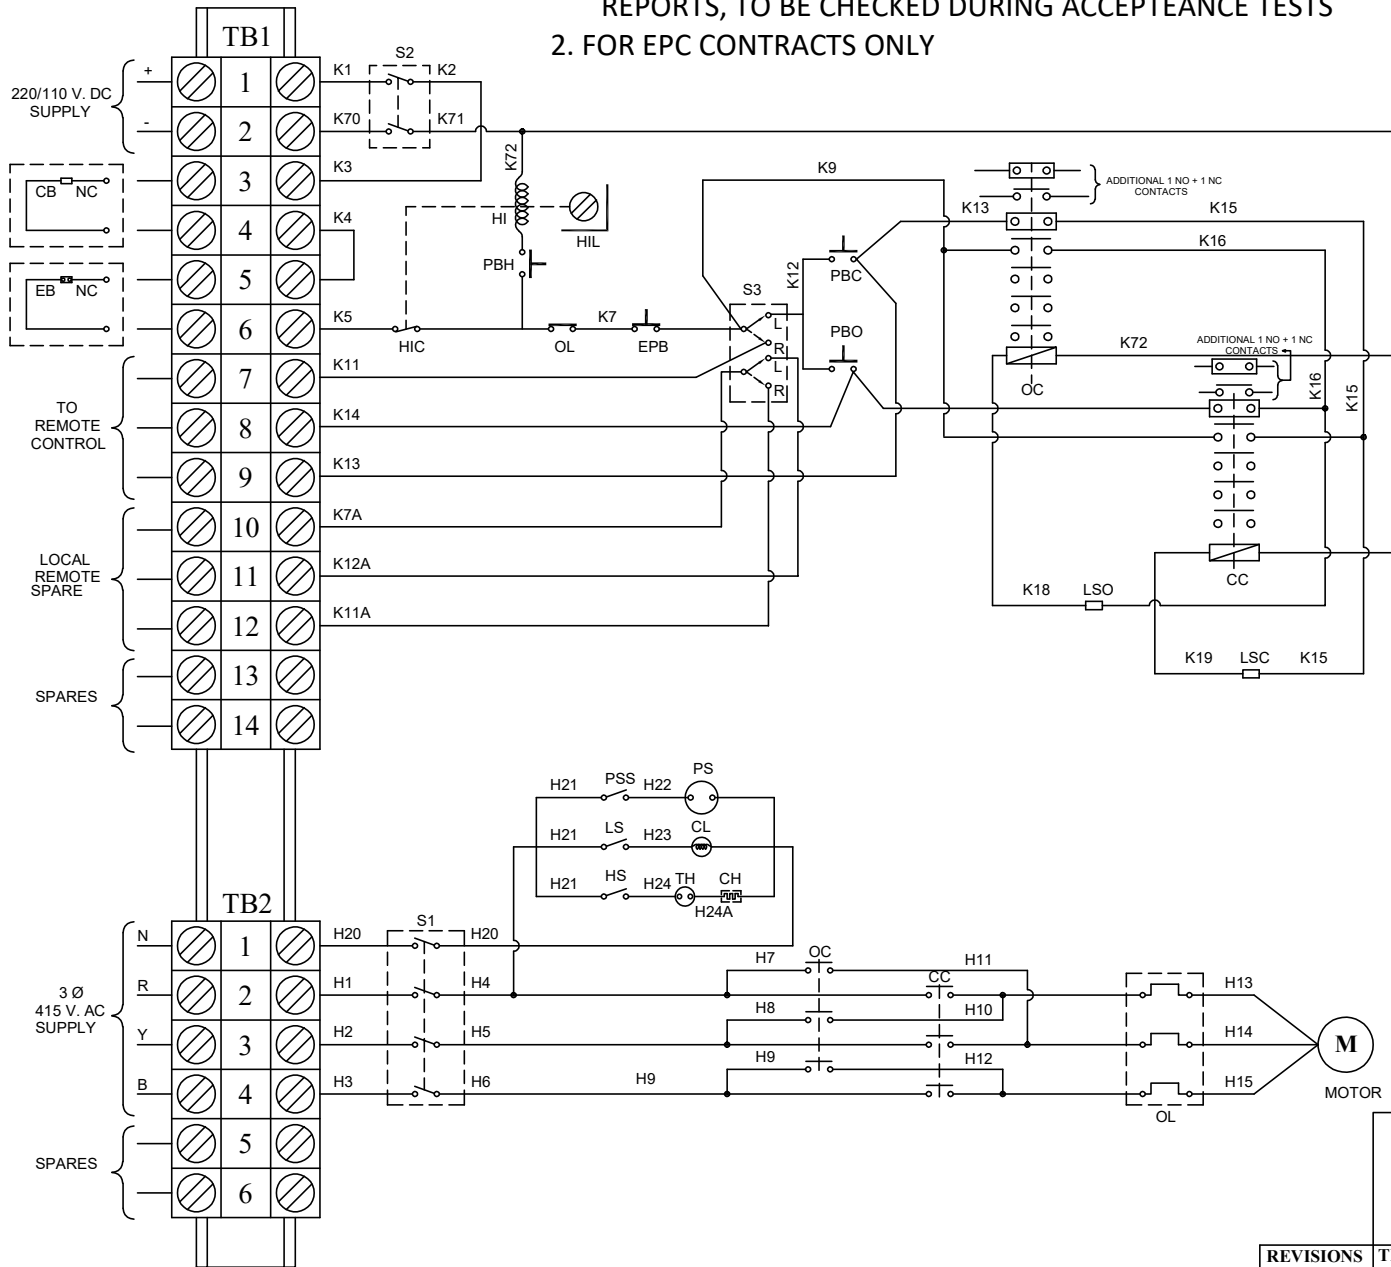 REPORTS, TO BE CHECKED DURING ACCEPTEANCE TESTS
2. FOR EPC CONTRACTS ONLY
TB1
220/110 V. DC
SUPPLY
+
-
1
2
3
4
5
6
7
8
9
10
11
12
13
14
CB NC
EB NC
TO
REMOTE
CONTROL
LOCAL
REMOTE
SPARE
SPARES
K1
S2
K2
K70
K71
K3
K4
K5
K11
K14
K13
K7A
K12A
K11A
K72
HI
HIL
PBH
HIC
OL
K7
EPB
S3
L
R
L
R
K9
K12
PBC
PBO
K13
K15
K16
ADDITIONAL 1 NO + 1 NC
CONTACTS
K72
OC
ADDITIONAL 1 NO + 1 NC
CONTACTS
K16
K15
CC
K18
LSO
K19
LSC
K15
H21
PSS
H22
PS
H21
LS
H23
CL
H21
HS
H24
TH
CH
H24A
TB2
N
R
Y
B
3 Ø
415 V. AC
SUPPLY
1
2
3
4
5
6
SPARES
H20
S1
H20
H1
H4
H2
H5
H3
H6
H9
H7
OC
H11
CC
H8
H10
H9
H12
OL
H13
H14
H15
M
MOTOR
REVISIONS
T